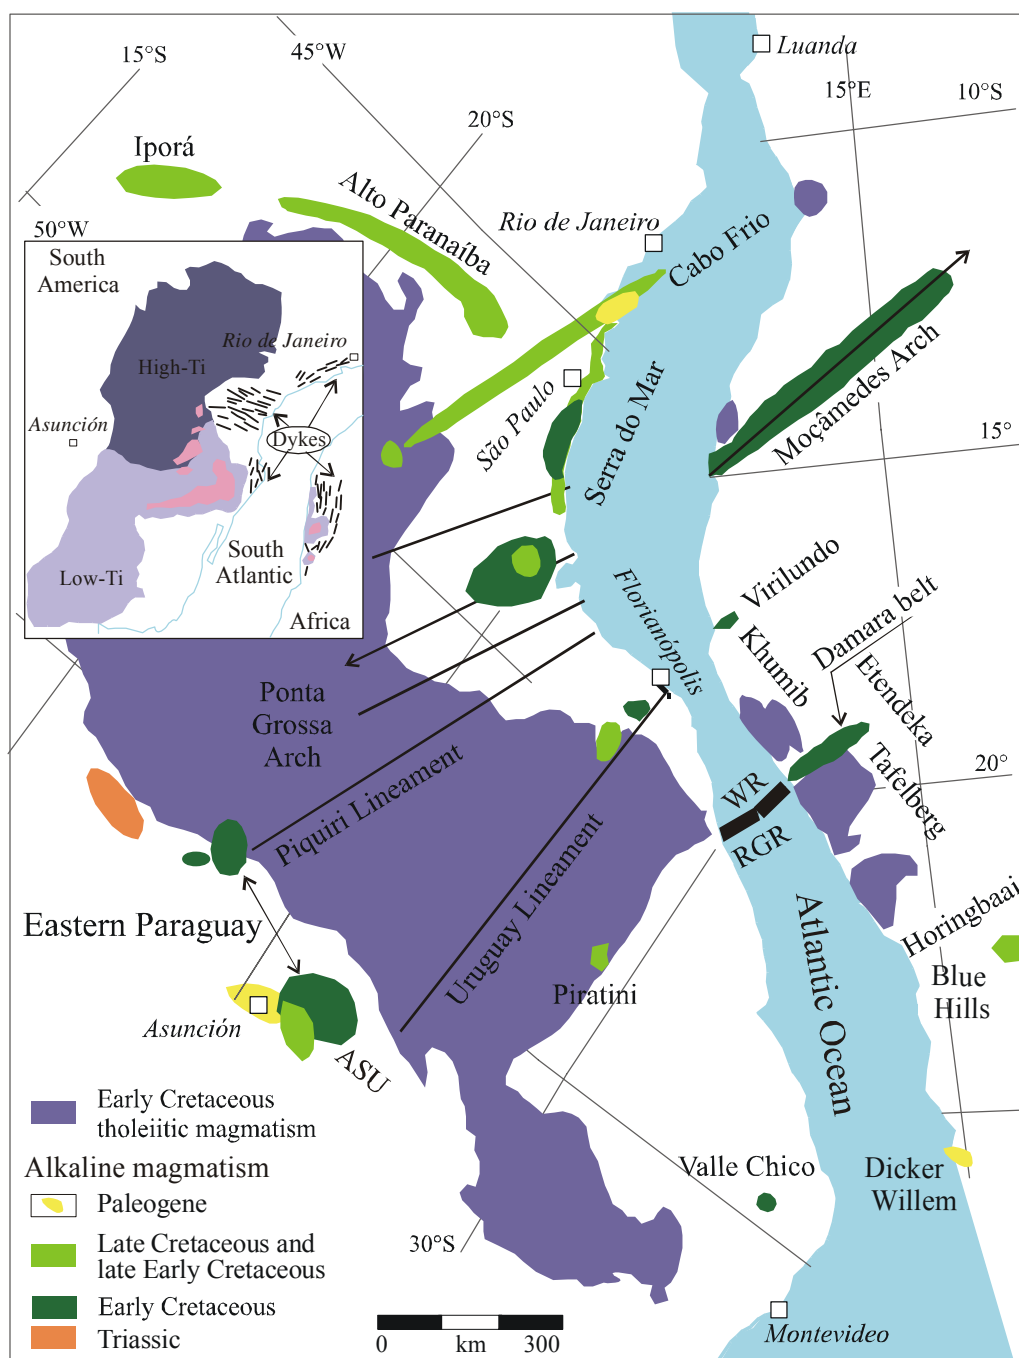 Luanda
15°S
45°W
15°E
10°S
20°S
Iporá
Alto Paranaíba
Rio de Janeiro
Cabo Frio
50°W
South
America
High-Ti
Rio de Janeiro
Asunción
Dykes
Low-Ti
South
Atlantic
Africa
Moçâmedes Arch
15°
São Paulo
Serra do Mar
Virilundo
Florianópolis
Khumib
Damara belt
Etendeka
Tafelberg
20°
Ponta
Grossa
Arch
Piquiri Lineament
WR
RGR
Uruguay Lineament
Eastern Paraguay
Horingbaai
Atlantic Ocean
Blue
Hills
Piratini
Asunción
ASU
Early Cretaceous
tholeiitic magmatism
Alkaline magmatism
Paleogene
Late Cretaceous and
late Early Cretaceous
Early Cretaceous
Triassic
Valle Chico
Dicker
Willem
30°S
0
km
300
Montevideo